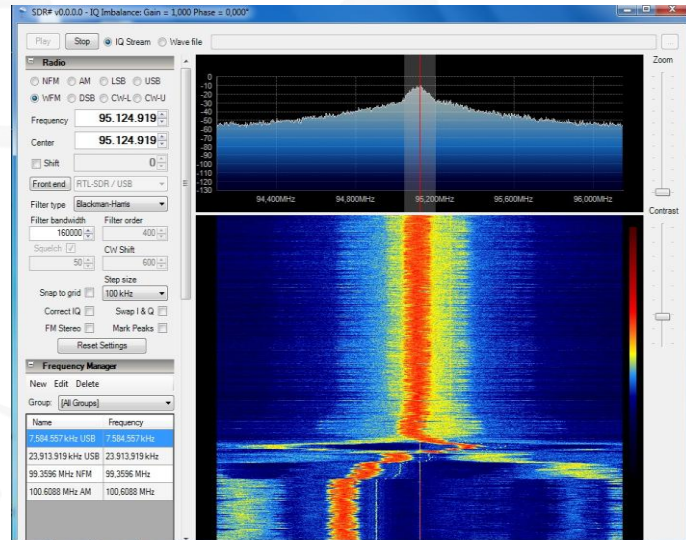 SDR# v0.0.0.0 - IQ Imbalance: Gain = 1,000 Phase = 0,000°
Play Stop IQ Stream Wave file ...
Radio
NFM AM LSB USB
WFM DSB CW-L CW-U
Frequency 95.124.919
Center 95.124.919
Shift 0
Front end RTL-SDR / USB
Filter type Blackman-Harris
Filter bandwidth Filter order
160000 400
Squelch CW Shift
50 600
Step size
Snap to grid 100 kHz
Correct IQ Swap I & Q
FM Stereo Mark Peaks
Reset Settings
Frequency Manager
New Edit Delete
Group: [All Groups]
Name Frequency
7.584,557 kHz USB 7.584,557 kHz
23.913,919 kHz USB 23.913,919 kHz
99,3596 MHz NFM 99,3596 MHz
100,6088 MHz AM 100,6088 MHz
0
-10
-20
-30
-40
-50
-60
-70
-80
-90
-100
-110
-120
-130
94,400MHz 94,800MHz 95,200MHz 95,600MHz 96,000MHz
Zoom
Contrast